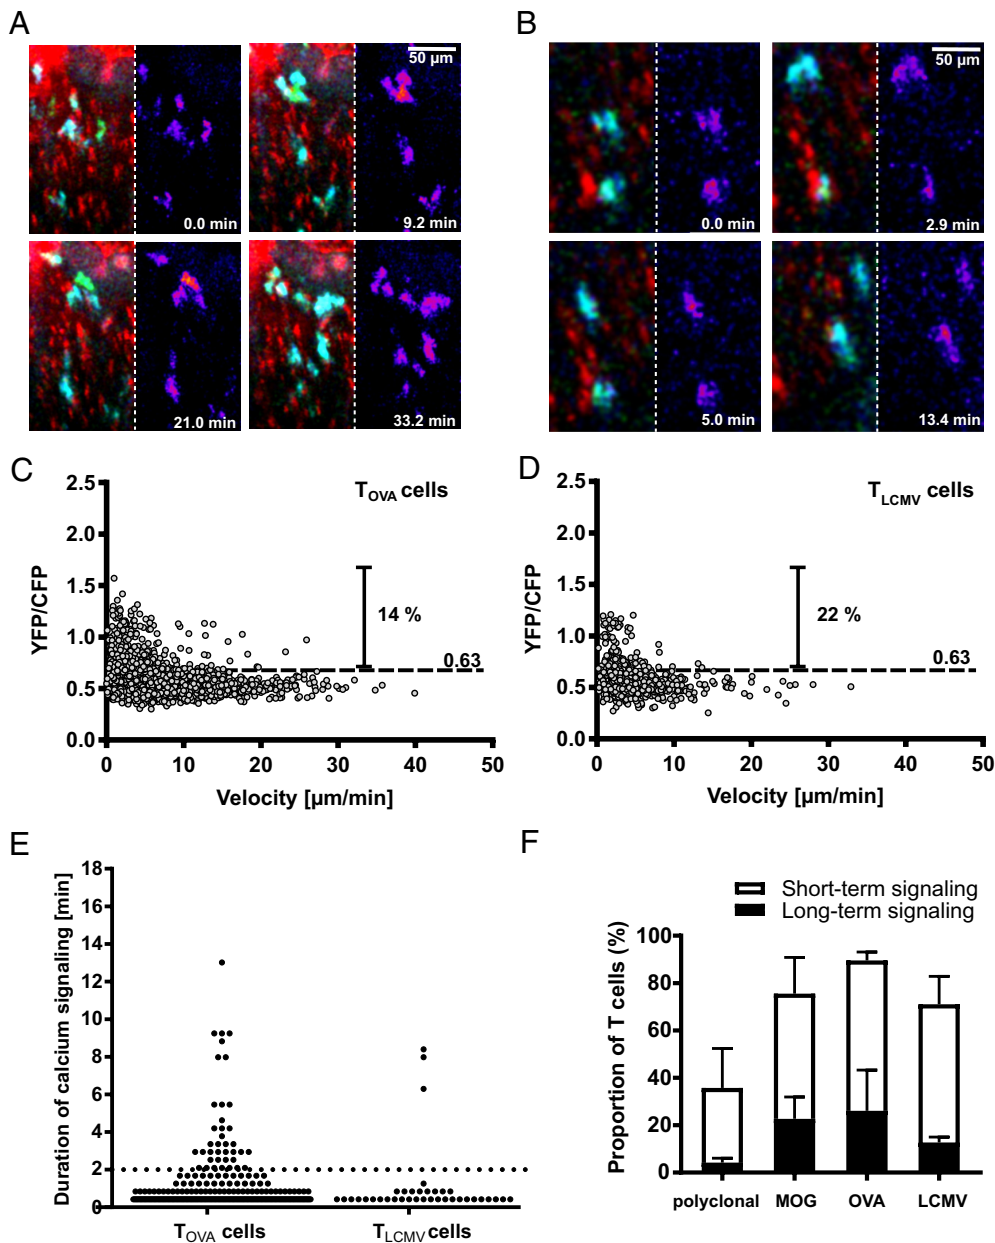 A
50 µm
0.0 min
9.2 min
21.0 min
33.2 min
B
50 µm
0.0 min
2.9 min
5.0 min
13.4 min
C
TOVA cells
YFP/CFP
2.5
2.0
1.5
1.0
0.5
0.0
14 %
0.63
0 10 20 30 40 50
Velocity [µm/min]
D
TLCMV cells
YFP/CFP
2.5
2.0
1.5
1.0
0.5
0.0
22 %
0.63
0 10 20 30 40 50
Velocity [µm/min]
E
Duration of calcium signaling [min]
18
16
14
12
10
8
6
4
2
0
TOVA cells TLCMV cells
F
Short-term signaling
Long-term signaling
Proportion of T cells (%)
100
80
60
40
20
0
polyclonal MOG OVA LCMV